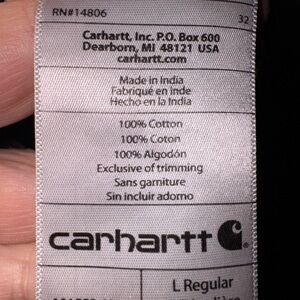 RN#14806 32
Carhartt, Inc. P.O. Box 600
Dearborn, MI 48121 USA
carhartt.com
Made in India
Fabriqué en Inde
Hecho en la India
100% Cotton
100% Coton
100% Algodón
Exclusive of trimming
Sans garniture
Sin incluir adorno
carhartt
L Regular